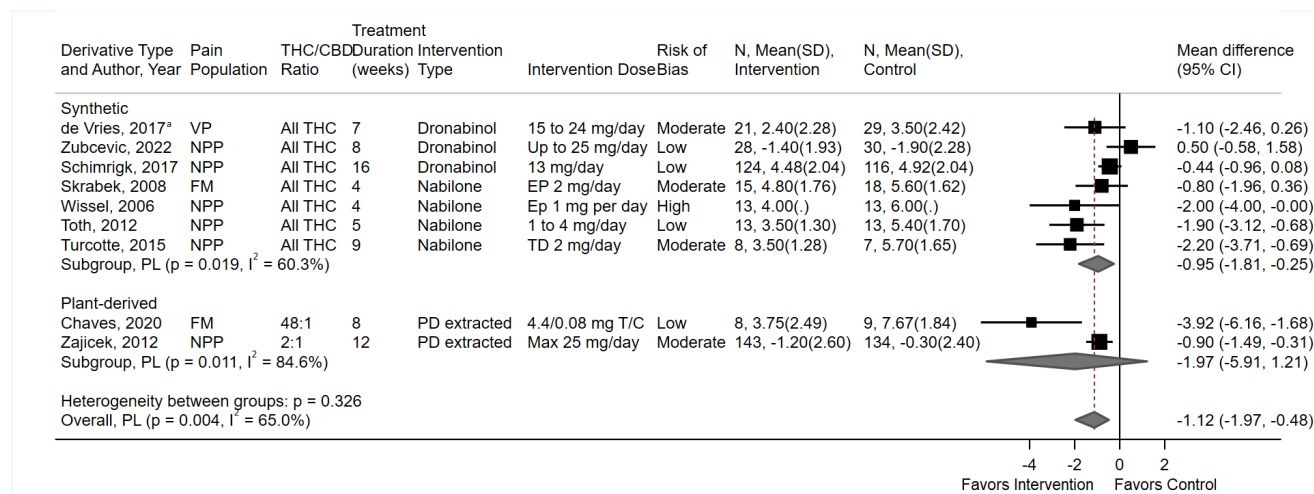 Treatment
Derivative Type Pain THC/CBD Duration Intervention Risk of N, Mean(SD), N, Mean(SD), Mean difference
and Author, Year Population Ratio (weeks) Type Intervention Dose Bias Intervention Control (95% CI)
Synthetic
de Vries, 2017ª VP All THC 7 Dronabinol 15 to 24 mg/day Moderate 21, 2.40(2.28) 29, 3.50(2.42) -1.10 (-2.46, 0.26)
Zubcevic, 2022 NPP All THC 8 Dronabinol Up to 25 mg/day Low 28, -1.40(1.93) 30, -1.90(2.28) 0.50 (-0.58, 1.58)
Schimrigk, 2017 NPP All THC 16 Dronabinol 13 mg/day Low 124, 4.48(2.04) 116, 4.92(2.04) -0.44 (-0.96, 0.08)
Skrabek, 2008 FM All THC 4 Nabilone EP 2 mg/day Moderate 15, 4.80(1.76) 18, 5.60(1.62) -0.80 (-1.96, 0.36)
Wissel, 2006 NPP All THC 4 Nabilone Ep 1 mg per day High 13, 4.00(.) 13, 6.00(.) -2.00 (-4.00, -0.00)
Toth, 2012 NPP All THC 5 Nabilone 1 to 4 mg/day Low 13, 3.50(1.30) 13, 5.40(1.70) -1.90 (-3.12, -0.68)
Turcotte, 2015 NPP All THC 9 Nabilone TD 2 mg/day Moderate 8, 3.50(1.28) 7, 5.70(1.65) -2.20 (-3.71, -0.69)
Subgroup, PL (p = 0.019, I² = 60.3%) -0.95 (-1.81, -0.25)
Plant-derived
Chaves, 2020 FM 48:1 8 PD extracted 4.4/0.08 mg T/C Low 8, 3.75(2.49) 9, 7.67(1.84) -3.92 (-6.16, -1.68)
Zajicek, 2012 NPP 2:1 12 PD extracted Max 25 mg/day Moderate 143, -1.20(2.60) 134, -0.30(2.40) -0.90 (-1.49, -0.31)
Subgroup, PL (p = 0.011, I² = 84.6%) -1.97 (-5.91, 1.21)
Heterogeneity between groups: p = 0.326
Overall, PL (p = 0.004, I² = 65.0%) -1.12 (-1.97, -0.48)
-4 -2 0 2
Favors Intervention Favors Control